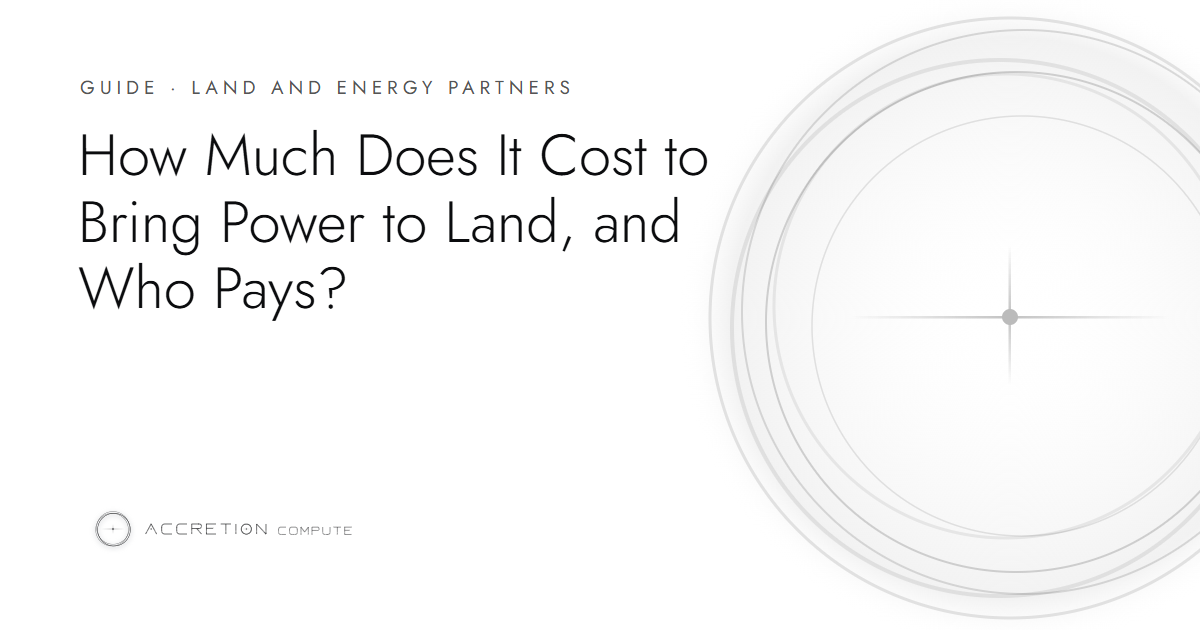 GUIDE · LAND AND ENERGY PARTNERS
How Much Does It Cost to
Bring Power to Land, and
Who Pays?
ACCRETION COMPUTE